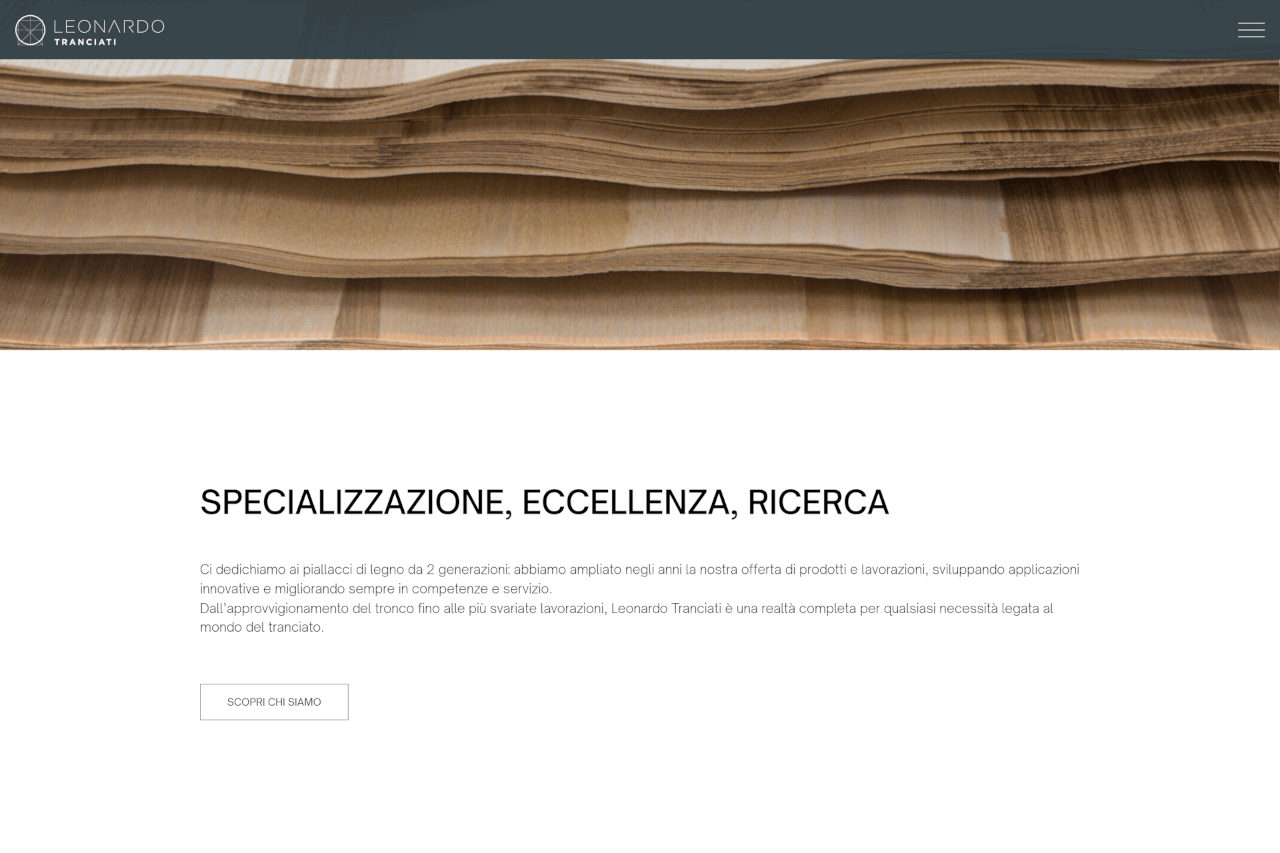 LEONARDO
TRANCIATI
SPECIALIZZAZIONE, ECCELLENZA, RICERCA
Ci dedichiamo ai piallacci di legno da 2 generazioni: abbiamo ampliato negli anni la nostra offerta di prodotti e lavorazioni, sviluppando applicazioni
innovative e migliorando sempre in competenze e servizio.
Dall’approvvigionamento del tronco fino alle più svariate lavorazioni, Leonardo Tranciati è una realtà completa per qualsiasi necessità legata al
mondo del tranciato.
SCOPRI CHI SIAMO